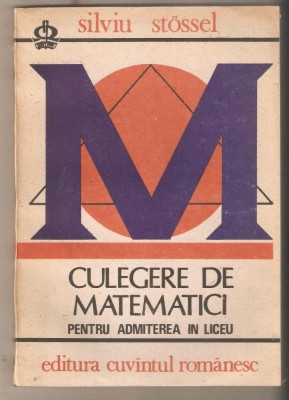 silviu stössel
M
CULEGERE DE
MATEMATICI
PENTRU ADMITEREA IN LICEU
editura cuvîntul românesc